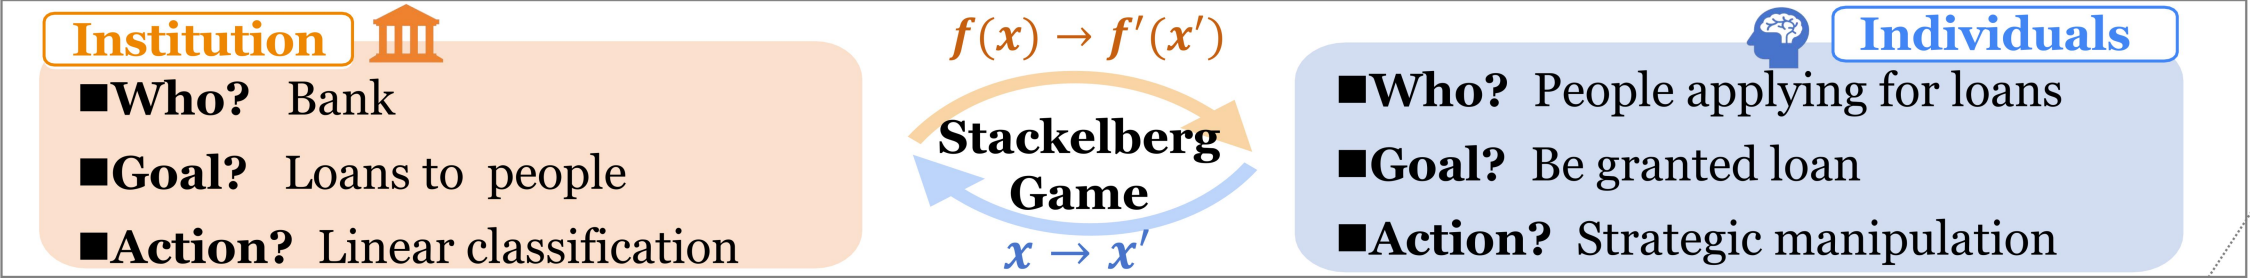 Institution
■Who? Bank
■Goal? Loans to people
■Action? Linear classification
f(x) → f′(x′)
Stackelberg
Game
x → x′
Individuals
■Who? People applying for loans
■Goal? Be granted loan
■Action? Strategic manipulation